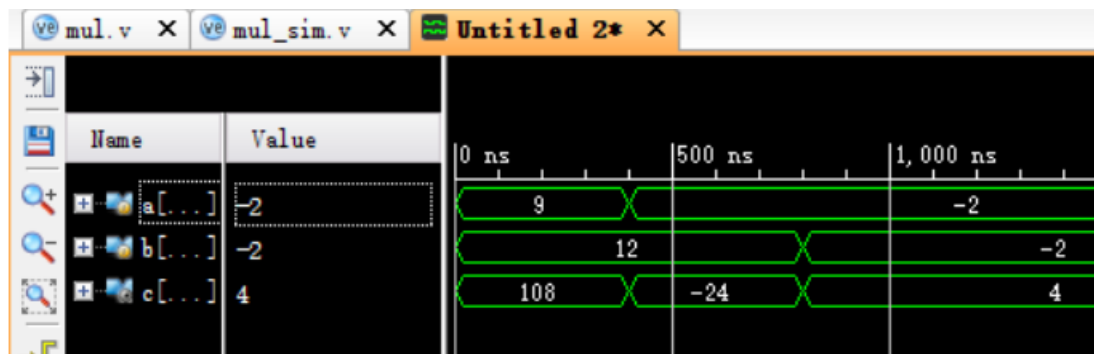 mul.v X mul_sim.v X Untitled 2* X
Name Value
0 ns 500 ns 1,000 ns
a[...] -2 9 -2
b[...] -2 12 -2
c[...] 4 108 -24 4